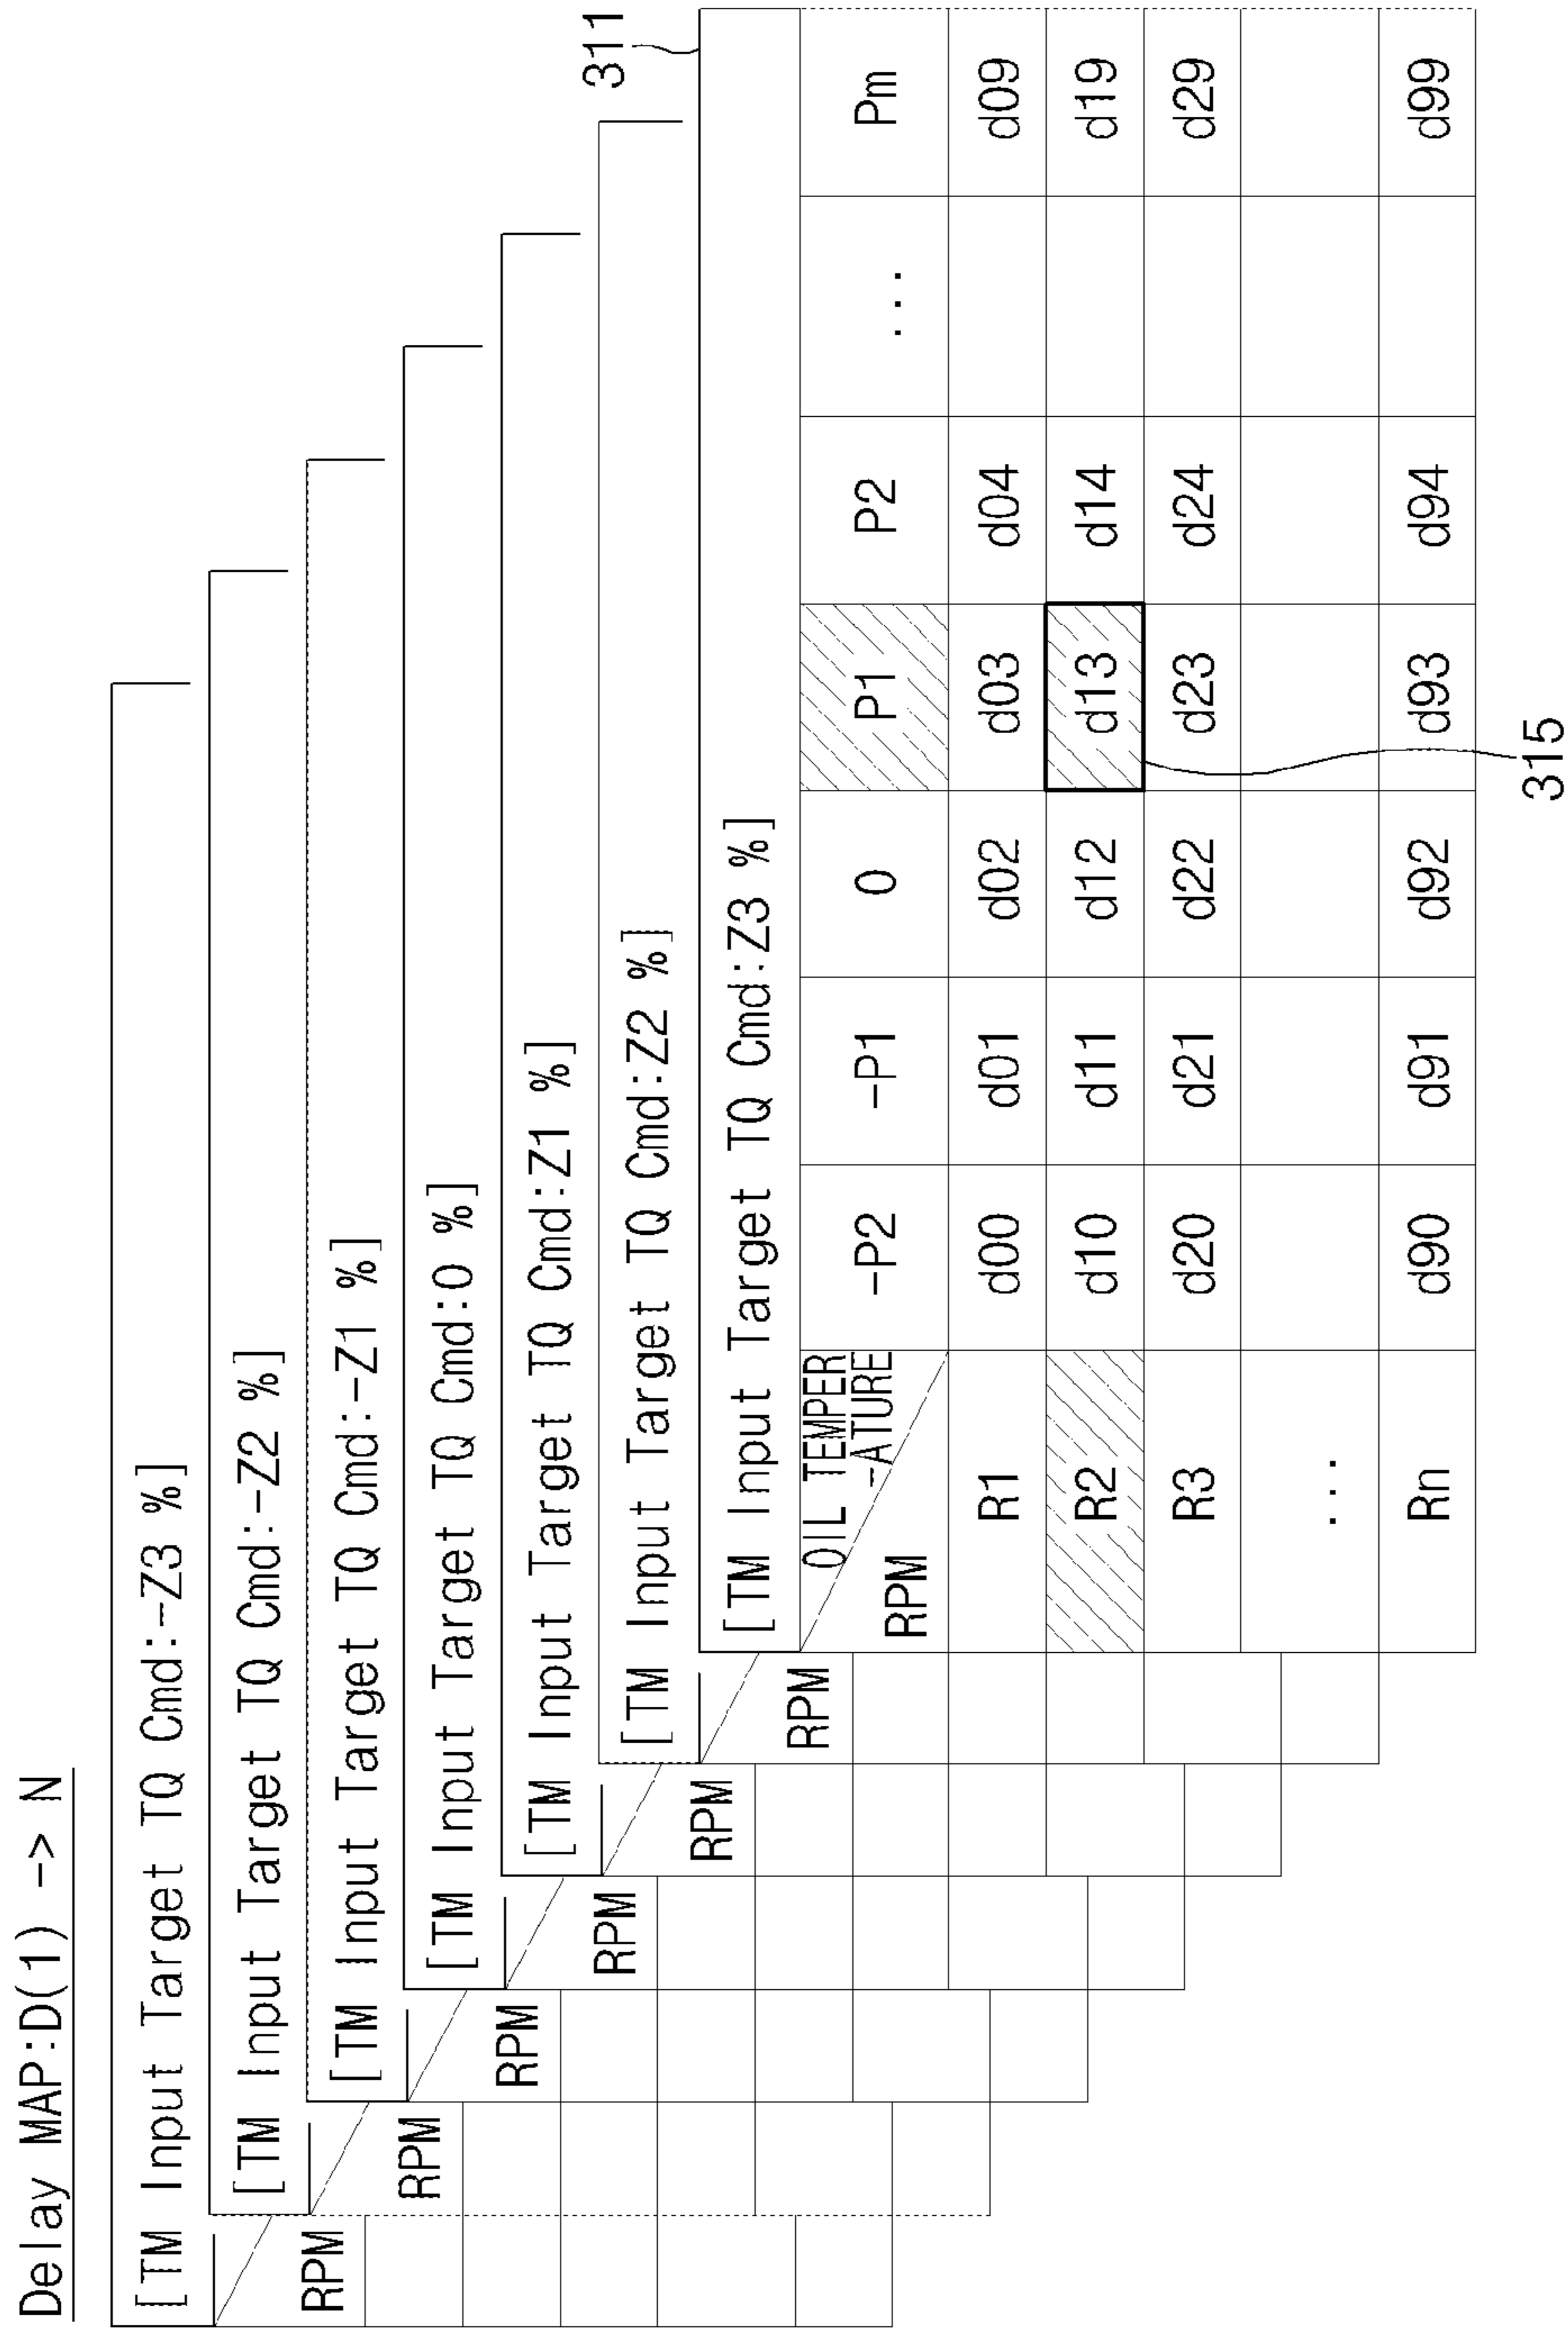 Delay MAP:D(1) -> N
[TM Input Target TQ Cmd:-Z3 %]
[TM Input Target TQ Cmd:-Z2 %]
[TM Input Target TQ Cmd:-Z1 %]
[TM Input Target TQ Cmd:0 %]
[TM Input Target TQ Cmd:Z1 %]
[TM Input Target TQ Cmd:Z2 %]
[TM Input Target TQ Cmd:Z3 %]
311
RPM
RPM
RPM
RPM
RPM
RPM
OIL TEMPER
-ATURE
RPM
-P2 -P1 0 P1 P2 ... Pm
R1 d00 d01 d02 d03 d04 d09
R2 d10 d11 d12 d13 d14 d19
R3 d20 d21 d22 d23 d24 d29
...
Rn d90 d91 d92 d93 d94 d99
315